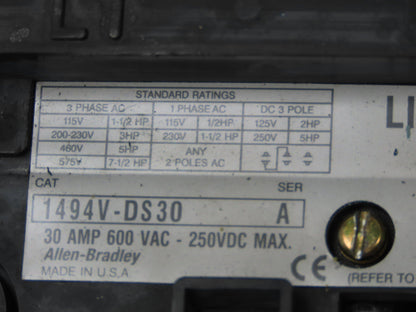 L1
STANDARD RATINGS
3 PHASE AC 1 PHASE AC DC 3 POLE
115V 1-1/2 HP 115V 1/2HP 125V 2HP
200-230V 3HP 230V 1-1/2 HP 250V 5HP
460V 5HP ANY
575V 7-1/2 HP 2 POLES AC
LI
CAT SER
1494V-DS30 A
30 AMP 600 VAC - 250VDC MAX.
Allen-Bradley
MADE IN U.S.A CE (REFER TO